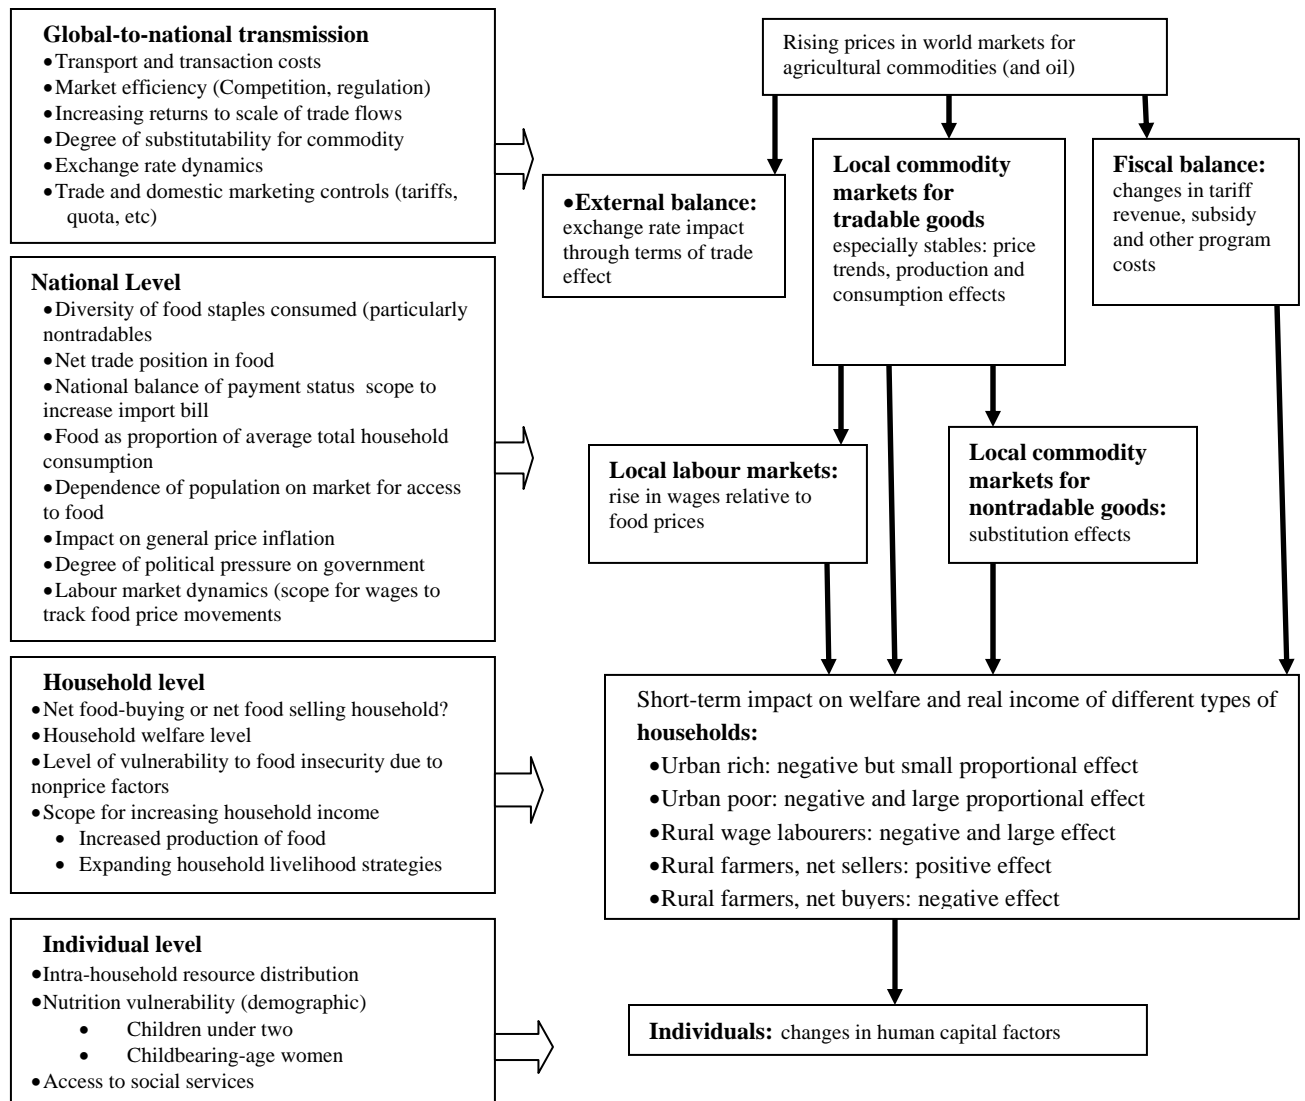 Global-to-national transmission
•Transport and transaction costs
•Market efficiency (Competition, regulation)
•Increasing returns to scale of trade flows
•Degree of substitutability for commodity
•Exchange rate dynamics
•Trade and domestic marketing controls (tariffs,
quota, etc)
National Level
•Diversity of food staples consumed (particularly
nontradables
•Net trade position in food
•National balance of payment status scope to
increase import bill
•Food as proportion of average total household
consumption
•Dependence of population on market for access
to food
•Impact on general price inflation
•Degree of political pressure on government
•Labour market dynamics (scope for wages to
track food price movements
Household level
•Net food-buying or net food selling household?
•Household welfare level
•Level of vulnerability to food insecurity due to
nonprice factors
•Scope for increasing household income
• Increased production of food
• Expanding household livelihood strategies
Individual level
•Intra-household resource distribution
•Nutrition vulnerability (demographic)
• Children under two
• Childbearing-age women
•Access to social services
Rising prices in world markets for
agricultural commodities (and oil)
•External balance:
exchange rate impact
through terms of trade
effect
Local commodity
markets for
tradable goods
especially stables: price
trends, production and
consumption effects
Fiscal balance:
changes in tariff
revenue, subsidy
and other program
costs
Local labour markets:
rise in wages relative to
food prices
Local commodity
markets for
nontradable goods:
substitution effects
Short-term impact on welfare and real income of different types of
households:
•Urban rich: negative but small proportional effect
•Urban poor: negative and large proportional effect
•Rural wage labourers: negative and large effect
•Rural farmers, net sellers: positive effect
•Rural farmers, net buyers: negative effect
Individuals: changes in human capital factors